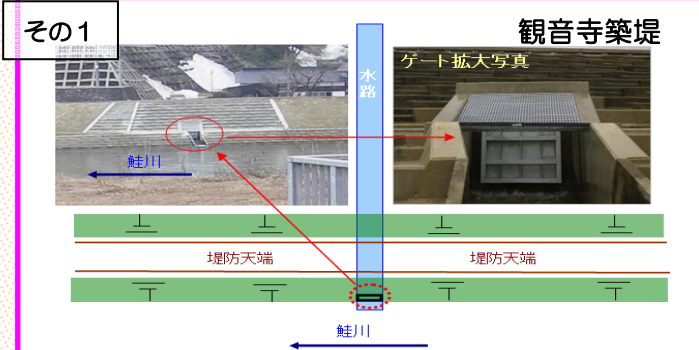 その1
観音寺築堤
水路
ゲート拡大写真
鮭川
堤防天端
堤防天端
鮭川